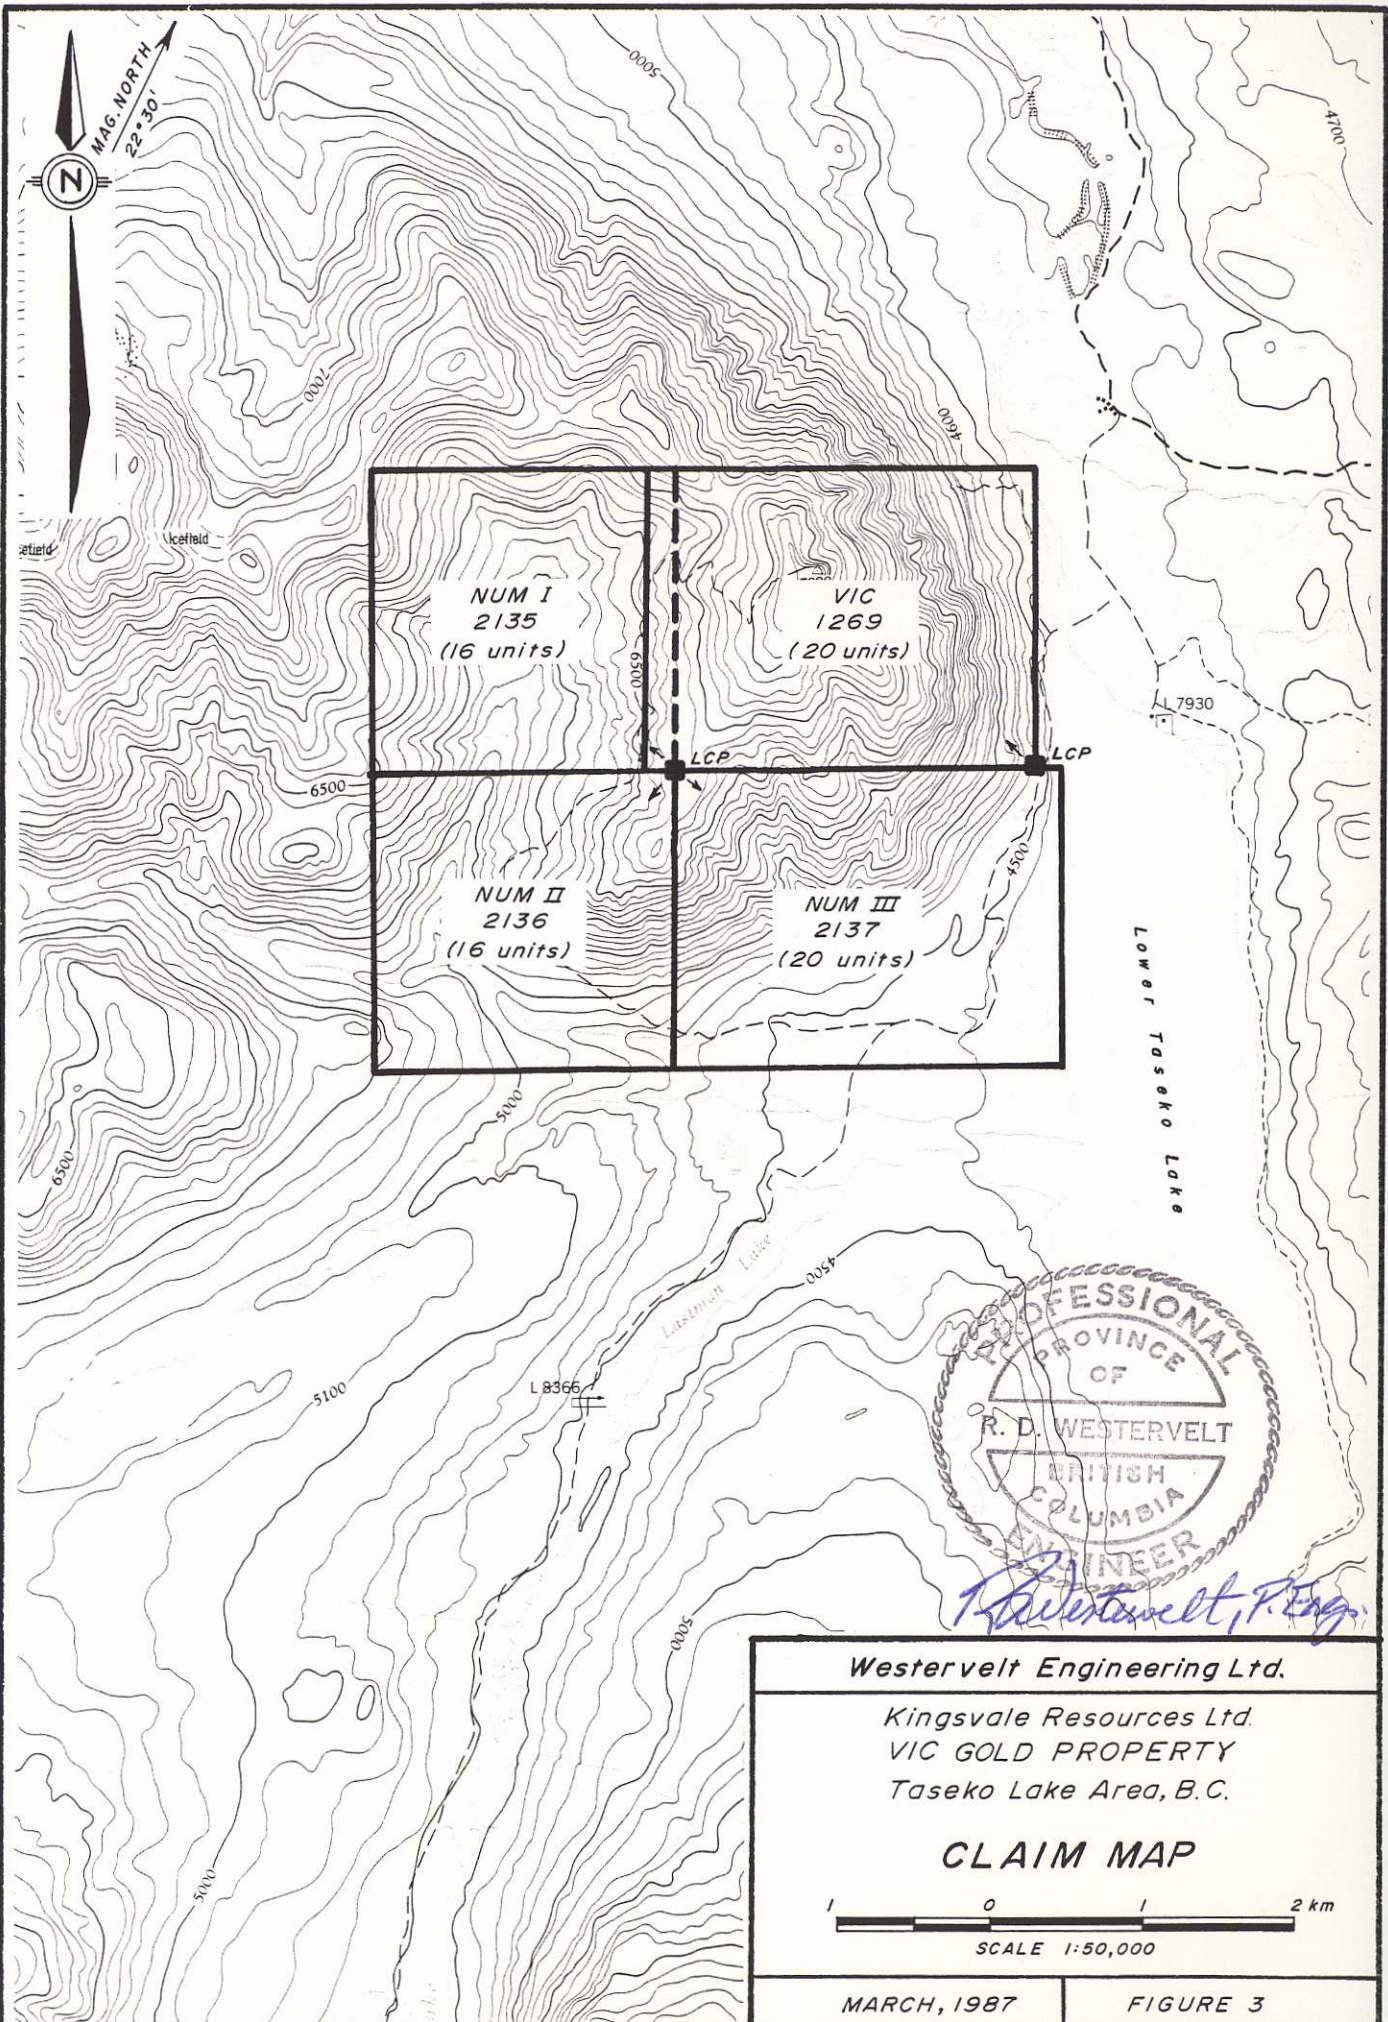 MAG. NORTH
22° 30'
N
5000
4700
7000
4600
Icefield
efield
NUM I
2135
(16 units)
VIC
1269
(20 units)
6500
L 7930
LCP
LCP
6500
4500
NUM II
2136
(16 units)
NUM III
2137
(20 units)
Lower Taseko Lake
5000
6500
Lastman Lake
4500
5100
L 8366
PROFESSIONAL
PROVINCE
OF
R. D. WESTERVELT
BRITISH
COLUMBIA
ENGINEER
RDWestervelt, P.Eng.
5000
5000
Westervelt Engineering Ltd.
Kingsvale Resources Ltd.
VIC GOLD PROPERTY
Taseko Lake Area, B.C.
CLAIM MAP
1 0 1 2 km
SCALE 1:50,000
MARCH, 1987
FIGURE 3